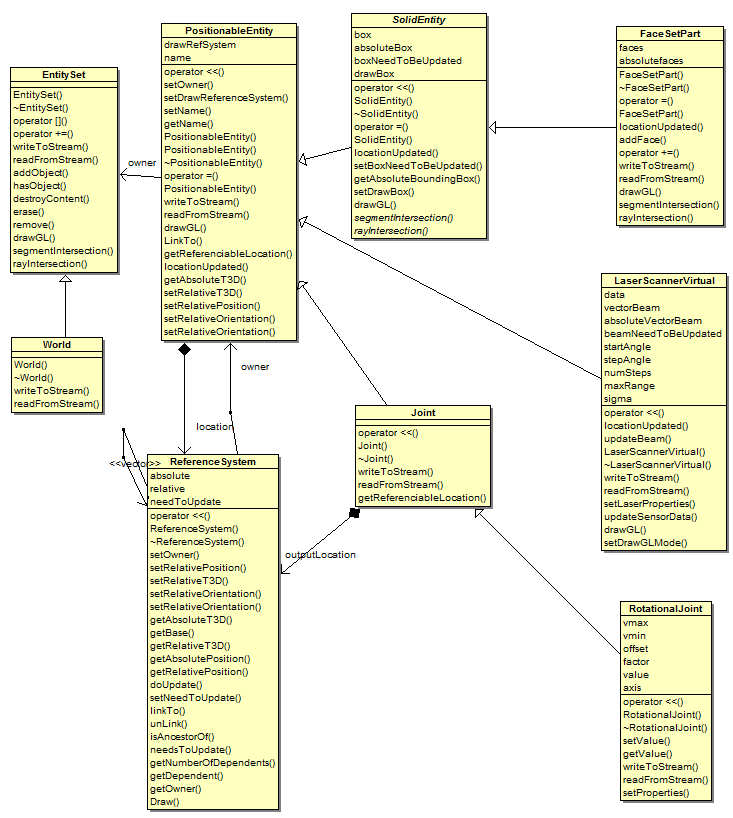 PositionableEntity
drawRefSystem
name
operator <<()
setOwner()
setDrawReferenceSystem()
setName()
getName()
PositionableEntity()
PositionableEntity()
~PositionableEntity()
operator =()
PositionableEntity()
writeToStream()
readFromStream()
drawGL()
LinkTo()
getReferenciableLocation()
locationUpdated()
getAbsoluteT3D()
setRelativeT3D()
setRelativePosition()
setRelativeOrientation()
setRelativeOrientation()
SolidEntity
box
absoluteBox
boxNeedToBeUpdated
drawBox
operator <<()
SolidEntity()
~SolidEntity()
operator =()
SolidEntity()
locationUpdated()
setBoxNeedToBeUpdated()
getAbsoluteBoundingBox()
setDrawBox()
drawGL()
segmentIntersection()
rayIntersection()
FaceSetPart
faces
absolutefaces
FaceSetPart()
~FaceSetPart()
operator =()
FaceSetPart()
locationUpdated()
addFace()
operator +=()
writeToStream()
readFromStream()
drawGL()
segmentIntersection()
rayIntersection()
EntitySet
EntitySet()
~EntitySet()
operator []()
operator +=()
writeToStream()
readFromStream()
addObject()
hasObject()
destroyContent()
erase()
remove()
drawGL()
segmentIntersection()
rayIntersection()
owner
World
World()
~World()
writeToStream()
readFromStream()
owner
location
<<vector>>
LaserScannerVirtual
data
vectorBeam
absoluteVectorBeam
beamNeedToBeUpdated
startAngle
stepAngle
numSteps
maxRange
sigma
operator <<()
locationUpdated()
updateBeam()
LaserScannerVirtual()
~LaserScannerVirtual()
writeToStream()
readFromStream()
setLaserProperties()
updateSensorData()
drawGL()
setDrawGLMode()
Joint
operator <<()
Joint()
~Joint()
writeToStream()
readFromStream()
getReferenciableLocation()
outputLocation
ReferenceSystem
absolute
relative
needToUpdate
operator <<()
ReferenceSystem()
~ReferenceSystem()
setOwner()
setRelativePosition()
setRelativeT3D()
setRelativeOrientation()
setRelativeOrientation()
getAbsoluteT3D()
getBase()
getRelativeT3D()
getAbsolutePosition()
getRelativePosition()
doUpdate()
setNeedToUpdate()
linkTo()
unLink()
isAncestorOf()
needsToUpdate()
getNumberOfDependents()
getDependent()
getOwner()
Draw()
RotationalJoint
vmax
vmin
offset
factor
value
axis
operator <<()
RotationalJoint()
~RotationalJoint()
setValue()
getValue()
writeToStream()
readFromStream()
setProperties()